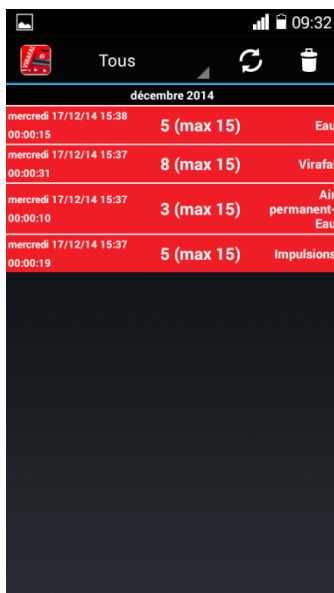 09:32
VIRAFAL
Tous
décembre 2014
mercredi 17/12/14 15:38
00:00:15
5 (max 15)
Eau
mercredi 17/12/14 15:37
00:00:31
8 (max 15)
Virafal
mercredi 17/12/14 15:37
00:00:10
3 (max 15)
Air
permanent-
Eau
mercredi 17/12/14 15:37
00:00:19
5 (max 15)
Impulsions